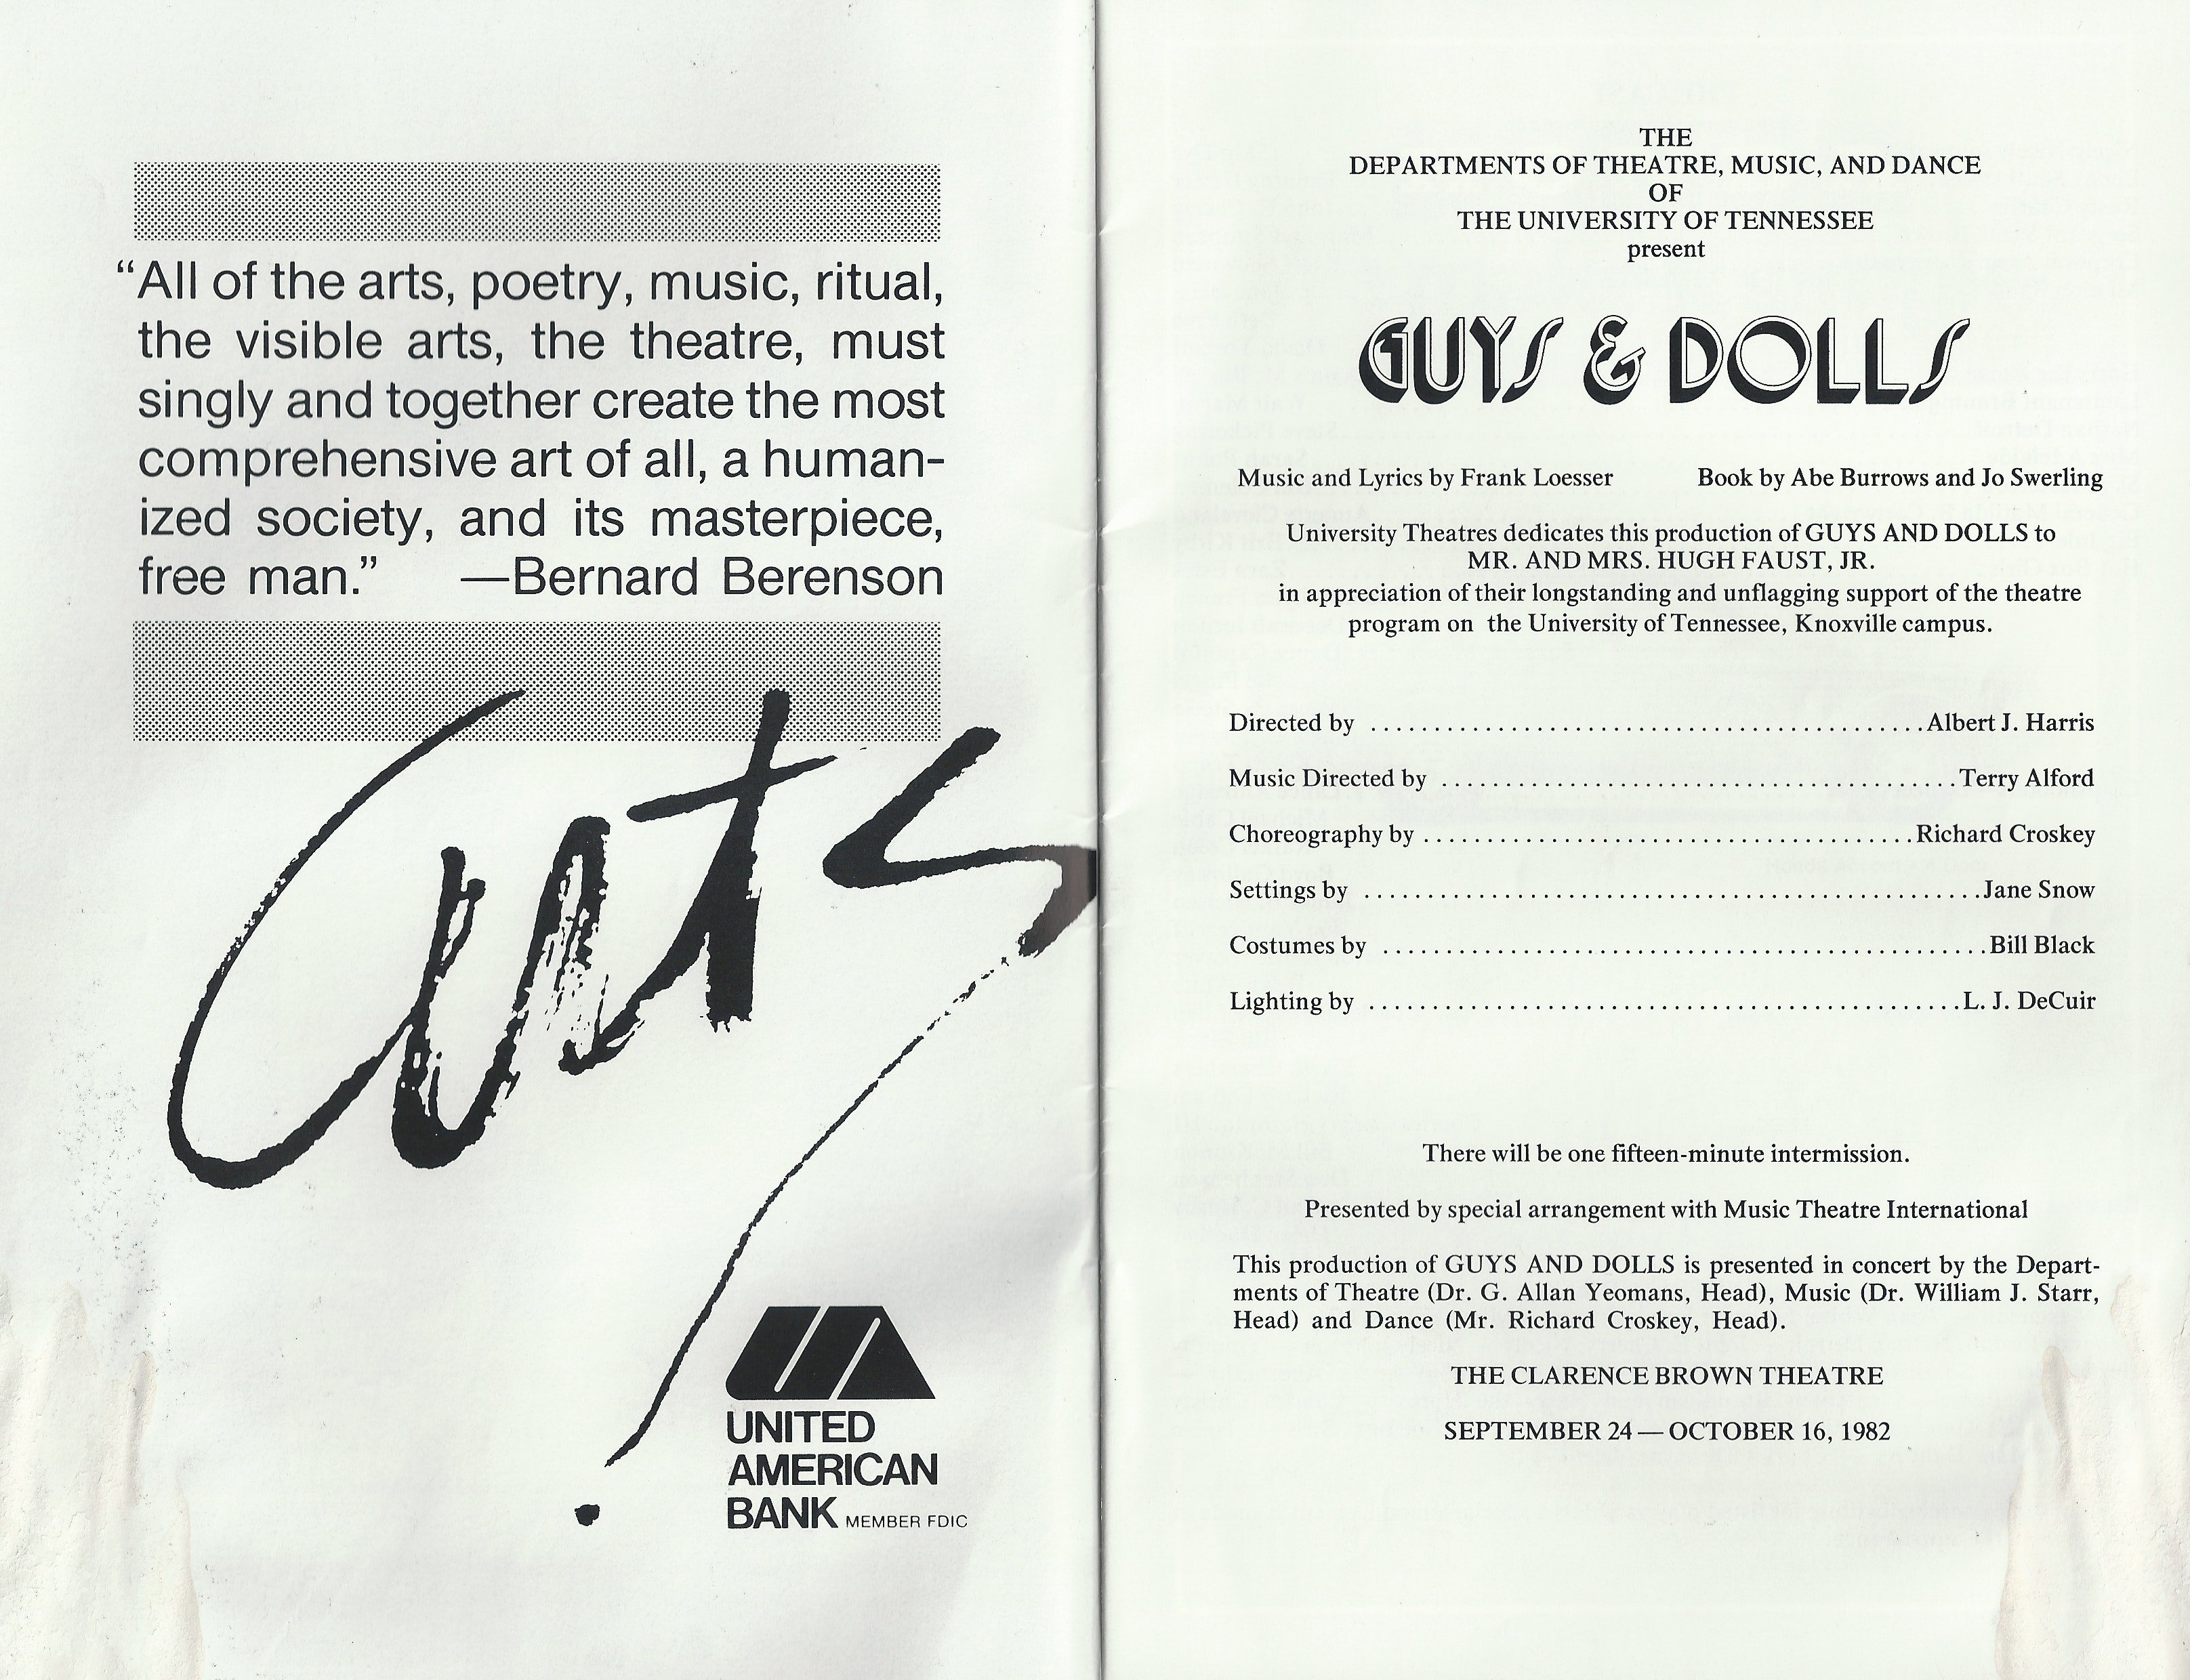 “All of the arts, poetry, music, ritual,
the visible arts, the theatre, must
singly and together create the most
comprehensive art of all, a human-
ized society, and its masterpiece,
free man.” —Bernard Berenson
Arts
UNITED
AMERICAN
BANK MEMBER FDIC
THE
DEPARTMENTS OF THEATRE, MUSIC, AND DANCE
OF
THE UNIVERSITY OF TENNESSEE
present
GUYS & DOLLS
Music and Lyrics by Frank Loesser Book by Abe Burrows and Jo Swerling
University Theatres dedicates this production of GUYS AND DOLLS to
MR. AND MRS. HUGH FAUST, JR.
in appreciation of their longstanding and unflagging support of the theatre
program on the University of Tennessee, Knoxville campus.
Directed by ........................................... Albert J. Harris
Music Directed by ........................................ Terry Alford
Choreography by ...................................... Richard Croskey
Settings by ................................................ Jane Snow
Costumes by ............................................... Bill Black
Lighting by .............................................. L. J. DeCuir
There will be one fifteen-minute intermission.
Presented by special arrangement with Music Theatre International
This production of GUYS AND DOLLS is presented in concert by the Depart-
ments of Theatre (Dr. G. Allan Yeomans, Head), Music (Dr. William J. Starr,
Head) and Dance (Mr. Richard Croskey, Head).
THE CLARENCE BROWN THEATRE
SEPTEMBER 24 — OCTOBER 16, 1982